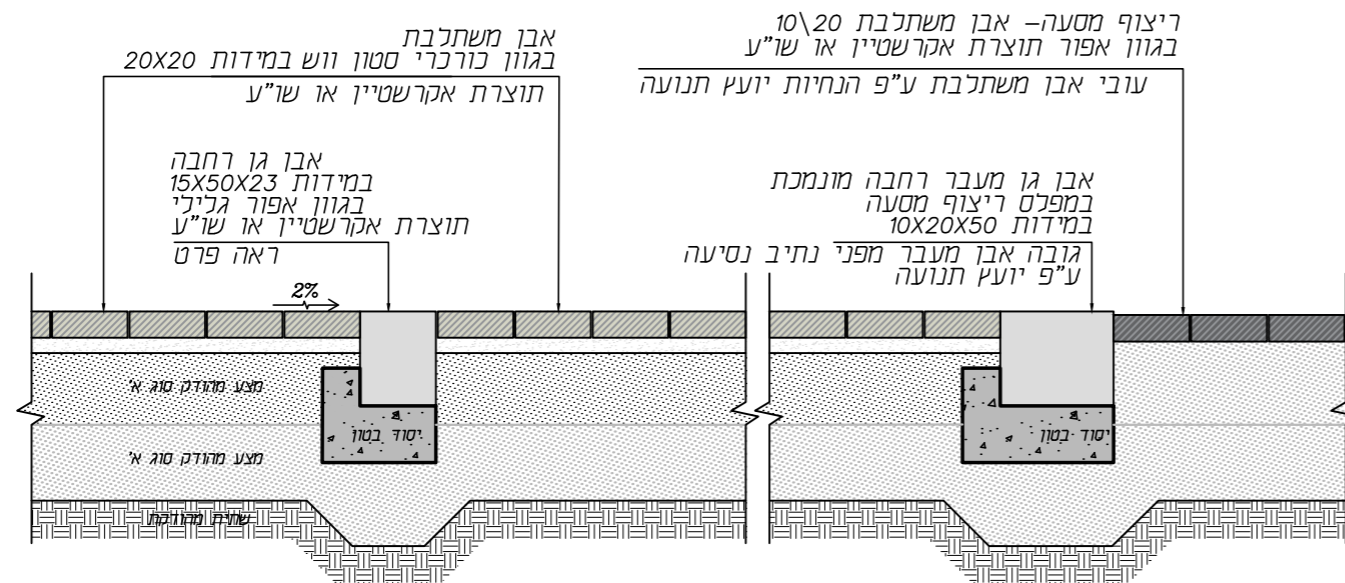 ריצוף מסעה– אבן משתלבת 20\10
בגוון אפור תוצרת אקרשטיין או שו"ע
עובי אבן משתלבת ע"פ הנחיות יועץ תנועה
אבן משתלבת
בגוון כורכרי סטון ווש במידות 20X20
תוצרת אקרשטיין או שו"ע
אבן גן מעבר רחבה מונמכת
במפלס ריצוף מסעה
במידות 10X20X50
גובה אבן מעבר מפני נתיב נסיעה
ע"פ יועץ תנועה
אבן גן רחבה
במידות 15X50X23
בגוון אפור גלילי
תוצרת אקרשטיין או שו"ע
ראה פרט
2%
מצע מהודק סוג א'
יסוד בטון
יסוד בטון
מצע מהודק סוג א'
שתית מהודקת